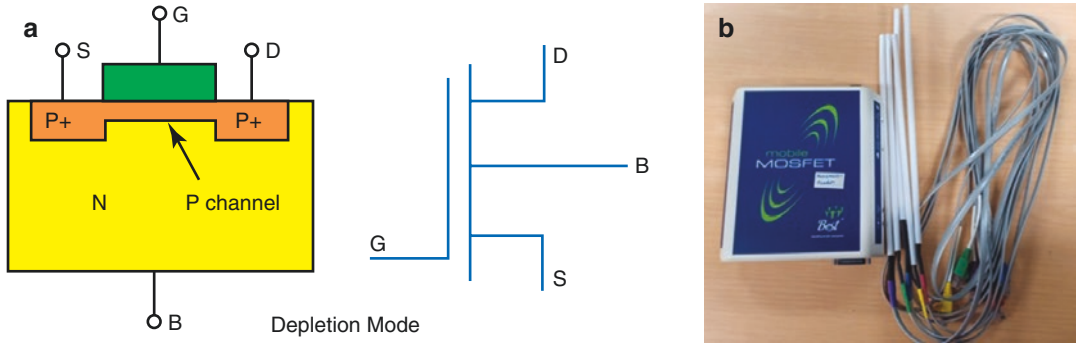 a
G
S
D
P+
P+
N
P channel
B
Depletion Mode
D
B
G
S
b
mobile
MOSFET
Best